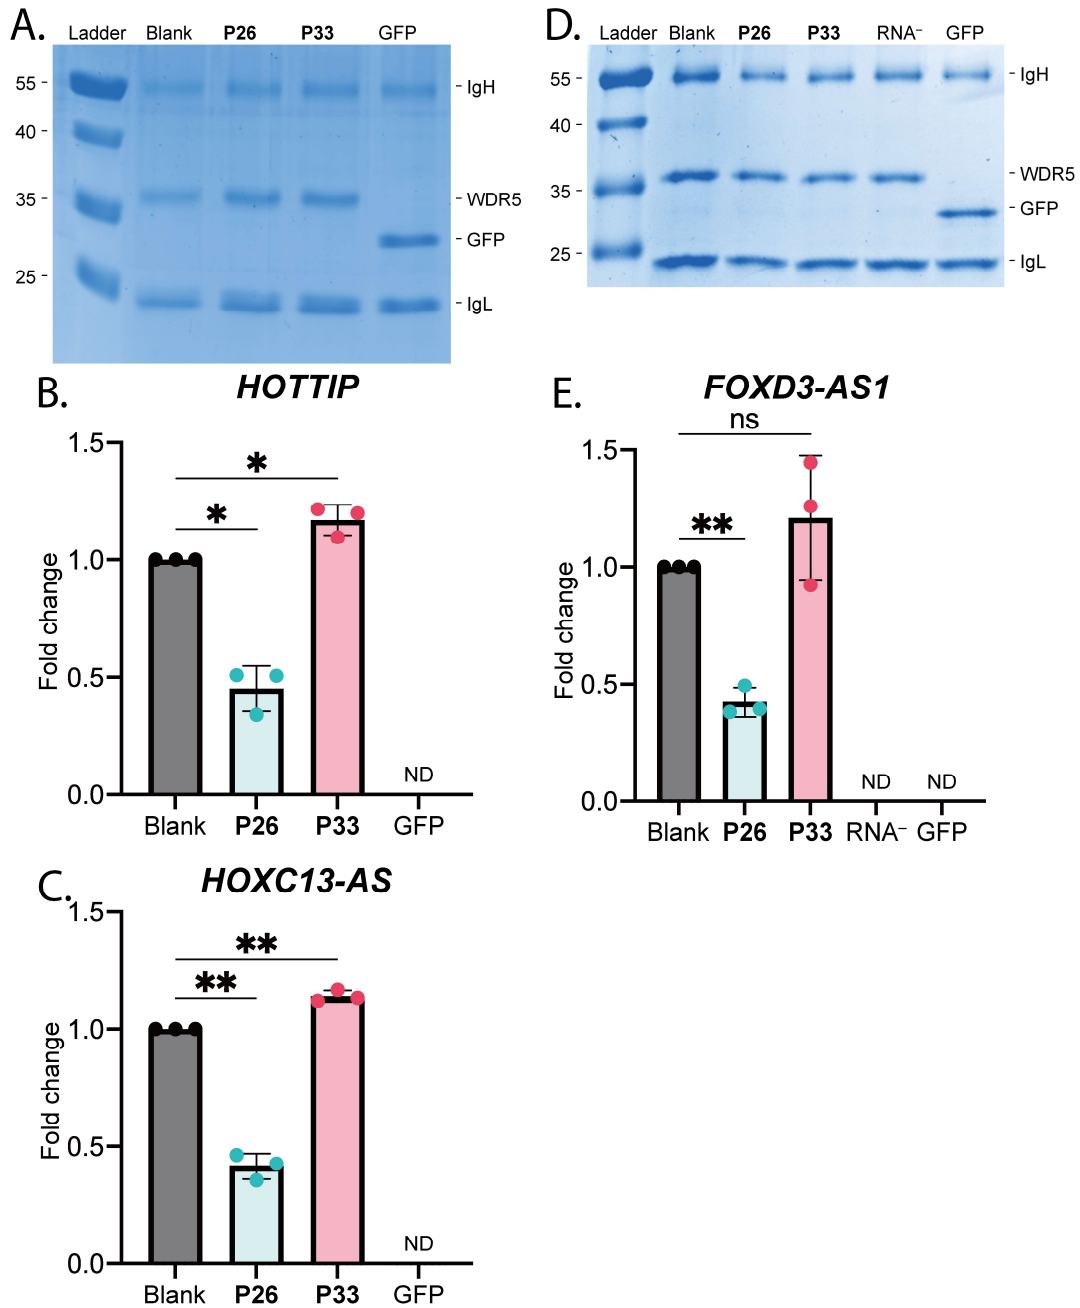 A.
Ladder Blank P26 P33 GFP
55
40
35
25
IgH
WDR5
GFP
IgL
B.
HOTTIP
Fold change
1.5
1.0
0.5
0.0
*
*
ND
Blank P26 P33 GFP
C.
HOXC13-AS
Fold change
1.5
1.0
0.5
0.0
**
**
ND
Blank P26 P33 GFP
D.
Ladder Blank P26 P33 RNA⁻ GFP
55
40
35
25
IgH
WDR5
GFP
IgL
E.
FOXD3-AS1
Fold change
1.5
1.0
0.5
0.0
ns
**
ND ND
Blank P26 P33 RNA⁻ GFP